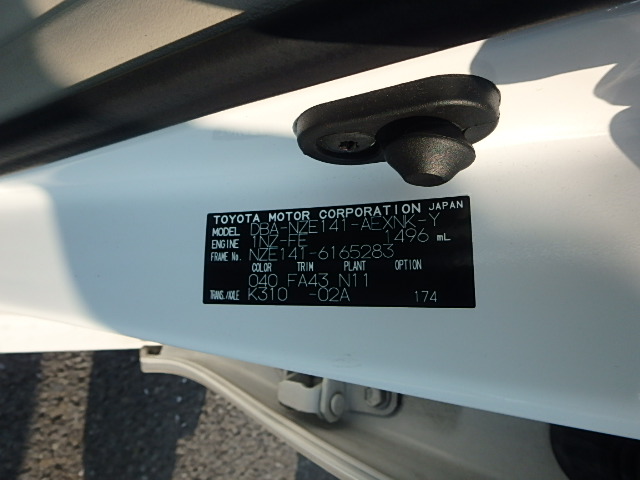 TOYOTA MOTOR CORPORATION JAPAN
MODEL DBA-NZE141-AEXNK-Y
ENGINE 1NZ-FE 1496 mL
FRAME No. NZE141-6165283
COLOR TRIM PLANT OPTION
040 FA43 N11
TRANS./AXLE K310 -02A 174